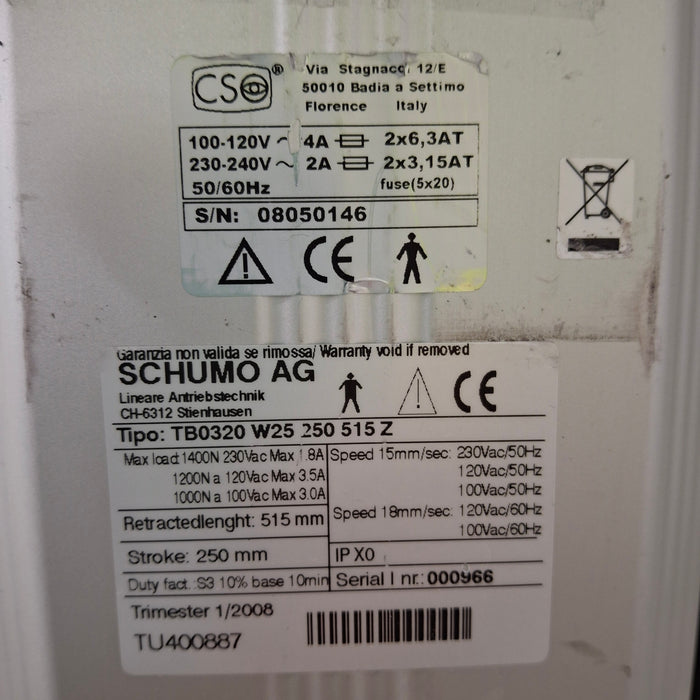 CSO®
Via Stagnacci 12/E
50010 Badia a Settimo
Florence Italy
100-120V ~ 4A 2x6,3AT
230-240V ~ 2A 2x3,15AT
50/60Hz fuse(5x20)
S/N: 08050146
CE
Garanzia non valida se rimossa/ Warranty void if removed
SCHUMO AG
Lineare Antriebstechnik
CH-6312 Stienhausen
CE
Tipo: TB0320 W25 250 515 Z
Max load 1400N 230Vac Max 1.8A
1200N a 120Vac Max 3.5A
1000N a 100Vac Max 3.0A
Speed 15mm/sec: 230Vac/50Hz
120Vac/50Hz
100Vac/50Hz
Speed 18mm/sec: 120Vac/60Hz
100Vac/60Hz
Retractedlenght: 515 mm
Stroke: 250 mm
IP X0
Duty fact.:S3 10% base 10min
Serial l nr.: 000966
Trimester 1/2008
TU400887